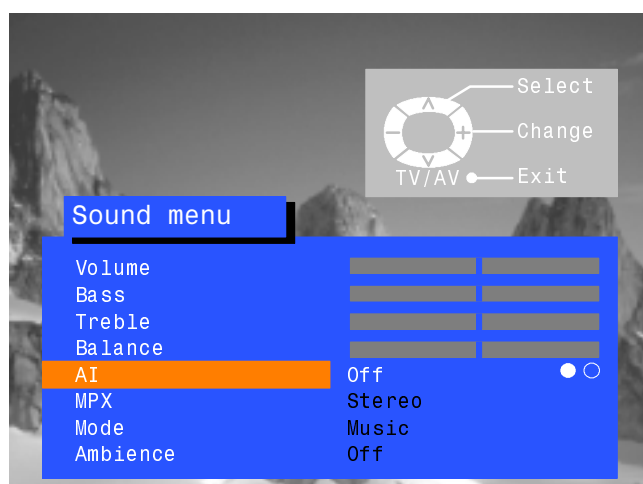 Select
Change
TV/AV Exit
Sound menu
Volume
Bass
Treble
Balance
AI Off
MPX Stereo
Mode Music
Ambience Off